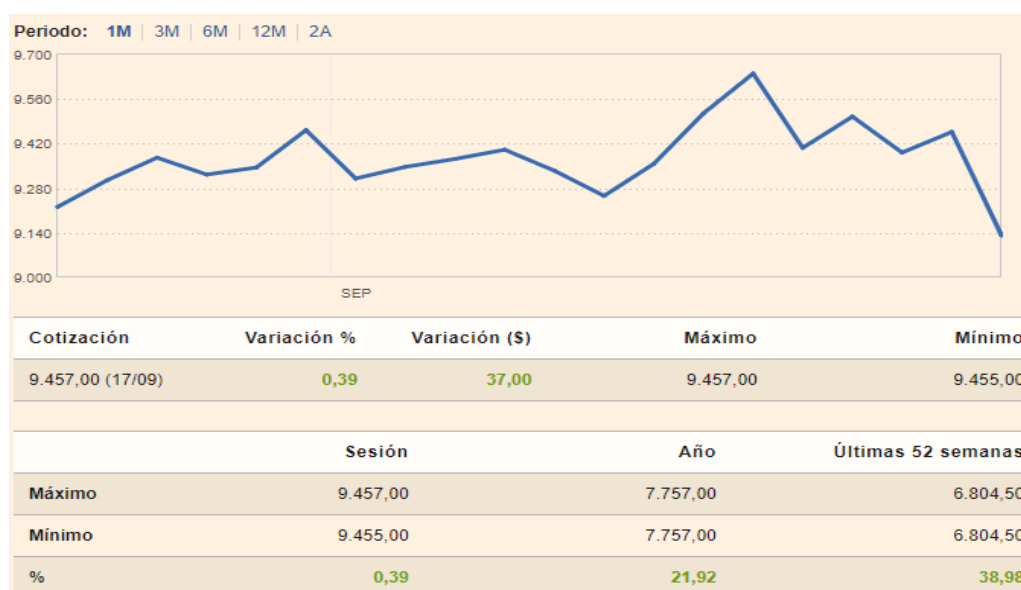 Periodo: 1M | 3M | 6M | 12M | 2A
9.700
9.560
9.420
9.280
9.140
9.000
SEP
Cotización Variación % Variación ($) Máximo Mínimo
9.457,00 (17/09) 0,39 37,00 9.457,00 9.455,00
Sesión Año Últimas 52 semanas
Máximo 9.457,00 7.757,00 6.804,50
Mínimo 9.455,00 7.757,00 6.804,50
% 0,39 21,92 38,98